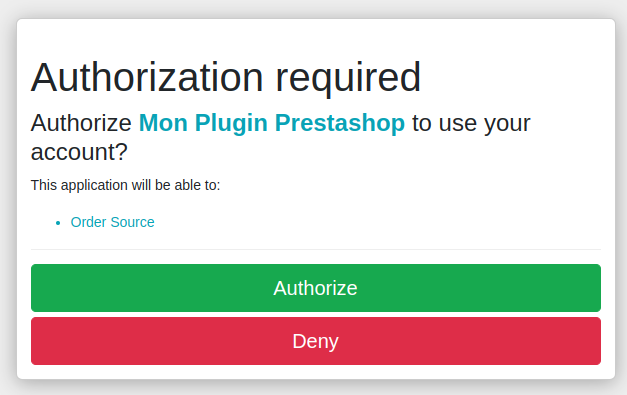 Authorization required
Authorize Mon Plugin Prestashop to use your
account?
This application will be able to:
Order Source
Authorize
Deny